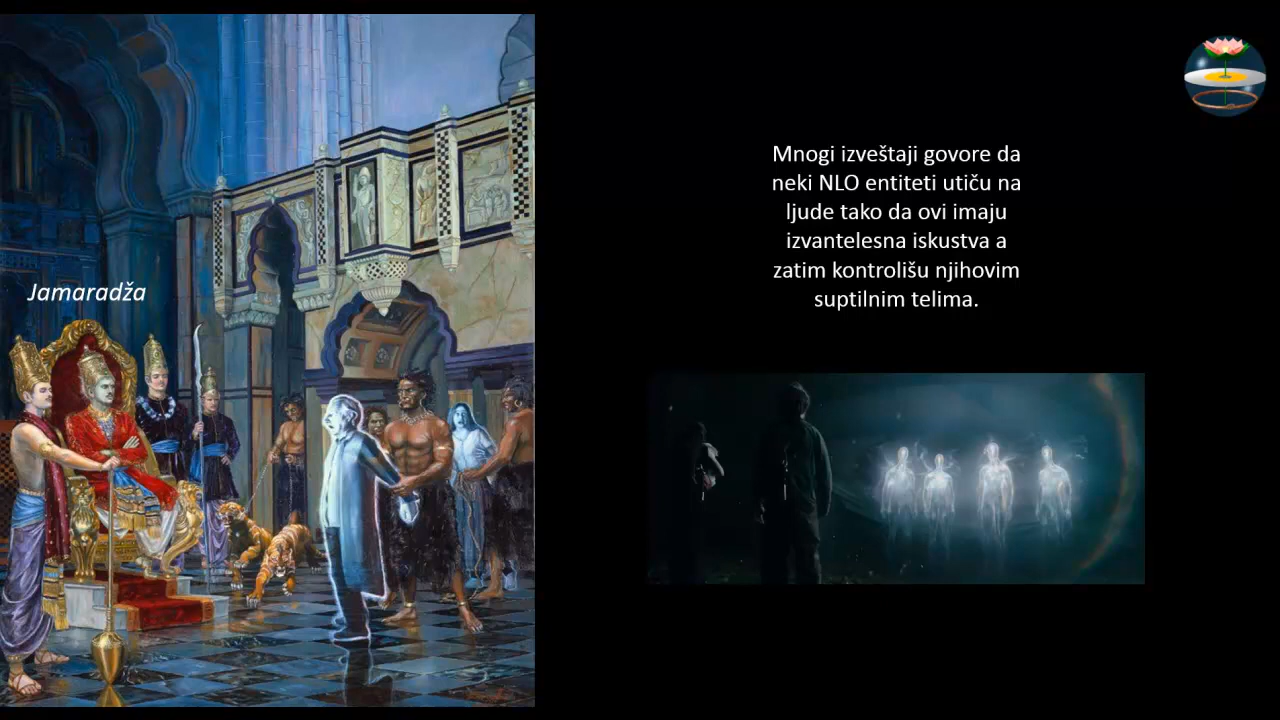 Jamaradža
Mnogi izveštaji govore da
neki NLO entiteti utiču na
ljude tako da ovi imaju
izvantelesna iskustva a
zatim kontrolišu njihovim
suptilnim telima.